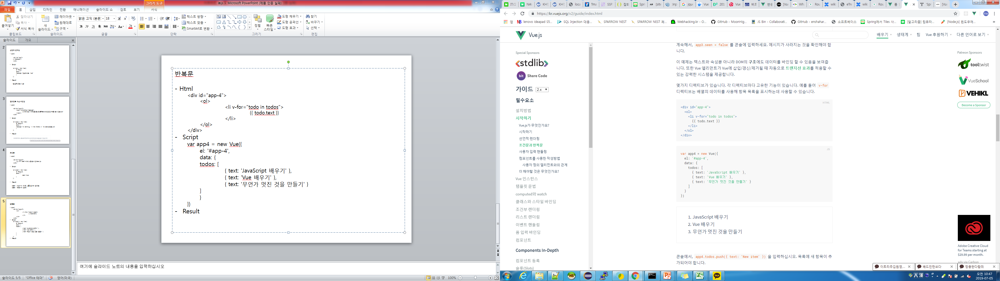 뷰js - Microsoft PowerPoint (제품 인증 실패)
그리기 도구
파일
홈
삽입
디자인
전환
애니메이션
슬라이드 쇼
검토
보기
서식
붙여넣기
잘라내기
복사
서식 복사
클립보드
새
슬라이드
레이아웃
원래대로
구역
슬라이드
맑은 고딕 (본문)
18
글꼴
텍스트 방향
텍스트 맞춤
SmartArt로 변환
단락
정렬
빠른
스타일
도형 채우기
도형 윤곽선
도형 효과
그리기
찾기
바꾸기
선택
편집
슬라이드
개요
2
3
4
5
반복문
- Html
<div id="app-4">
<ol>
<li v-for="todo in todos">
{{ todo.text }}
</li>
</ol>
</div>
- Script
var app4 = new Vue({
el: '#app-4',
data: {
todos: [
{ text: 'JavaScript 배우기' },
{ text: 'Vue 배우기' },
{ text: '무언가 멋진 것을 만들기' }
]
}
})
- Result
여기에 슬라이드 노트의 내용을 입력하십시오
슬라이드 5/5
"Office 테마"
영어(미국)
100%
https://kr.vuejs.org/v2/guide/index.html
앱
lenovo ideapad S5...
SQL Injection 대응...
SPARROW NEST
SPARROW NEST 체...
Webhacking.kr - O...
GitHub - MoonHig...
JS Bin - Collaborati...
GitHub - enshahar...
소프트베이스
Spring에서 Tiles 사...
[알고리즘] 컴퓨터...
[Node.js] 윈도우에...
Vue.js
배우기
생태계
팀
Vue 후원하기
다른 언어로 보기
Special Sponsors
<stdlib>
bit Share Code
가이드 2.x
필수요소
설치방법
시작하기
Vue.js가 무엇인가요?
시작하기
선언적 렌더링
조건문과 반복문
사용자 입력 핸들링
컴포넌트를 사용한 작성방법
사용자 정의 엘리먼트와의 관계
더 해야할 것은 무엇인가요?
Vue 인스턴스
템플릿 문법
computed와 watch
클래스와 스타일 바인딩
조건부 렌더링
리스트 렌더링
이벤트 핸들링
폼 입력 바인딩
컴포넌트
Components In-Depth
컴포넌트 등록
슬롯(Slots)
계속해서, app3.seen = false 를 콘솔에 입력하세요. 메시지가 사라지는 것을 확인해야 합
니다.
이 예제는 텍스트와 속성뿐 아니라 DOM의 구조에도 데이터를 바인딩 할 수 있음을 보여줍
니다. 또한 Vue 엘리먼트가 Vue에 삽입/갱신/제거될 때 자동으로 트랜지션 효과를 적용할 수
있는 강력한 시스템을 제공합니다.
몇가지 디렉티브가 있습니다. 각 디렉티브마다 고유한 기능이 있습니다. 예를 들어 v-for
디렉티브는 배열의 데이터를 사용해 항목 목록을 표시하는데 사용할 수 있습니다.
HTML
<div id="app-4">
<ol>
<li v-for="todo in todos">
{{ todo.text }}
</li>
</ol>
</div>
JS
var app4 = new Vue({
el: '#app-4',
data: {
todos: [
{ text: 'JavaScript 배우기' },
{ text: 'Vue 배우기' },
{ text: '무언가 멋진 것을 만들기' }
]
}
})
1. JavaScript 배우기
2. Vue 배우기
3. 무언가 멋진 것을 만들기
콘솔에서, app4.todos.push({ text: 'New item' }) 을 입력하십시오. 목록에 새 항목이 추
가되어야 합니다.
Patreon Sponsors
tooltwist
VueSchool
VEHIKL
Become a Sponsor
Adobe Creative Cloud
for Teams starting at
$29.99 per month.
ads via Carbon
이트리주김원영,...
배드민턴쏘다
멍충한다람쥐
오전 10:47
2019-07-05